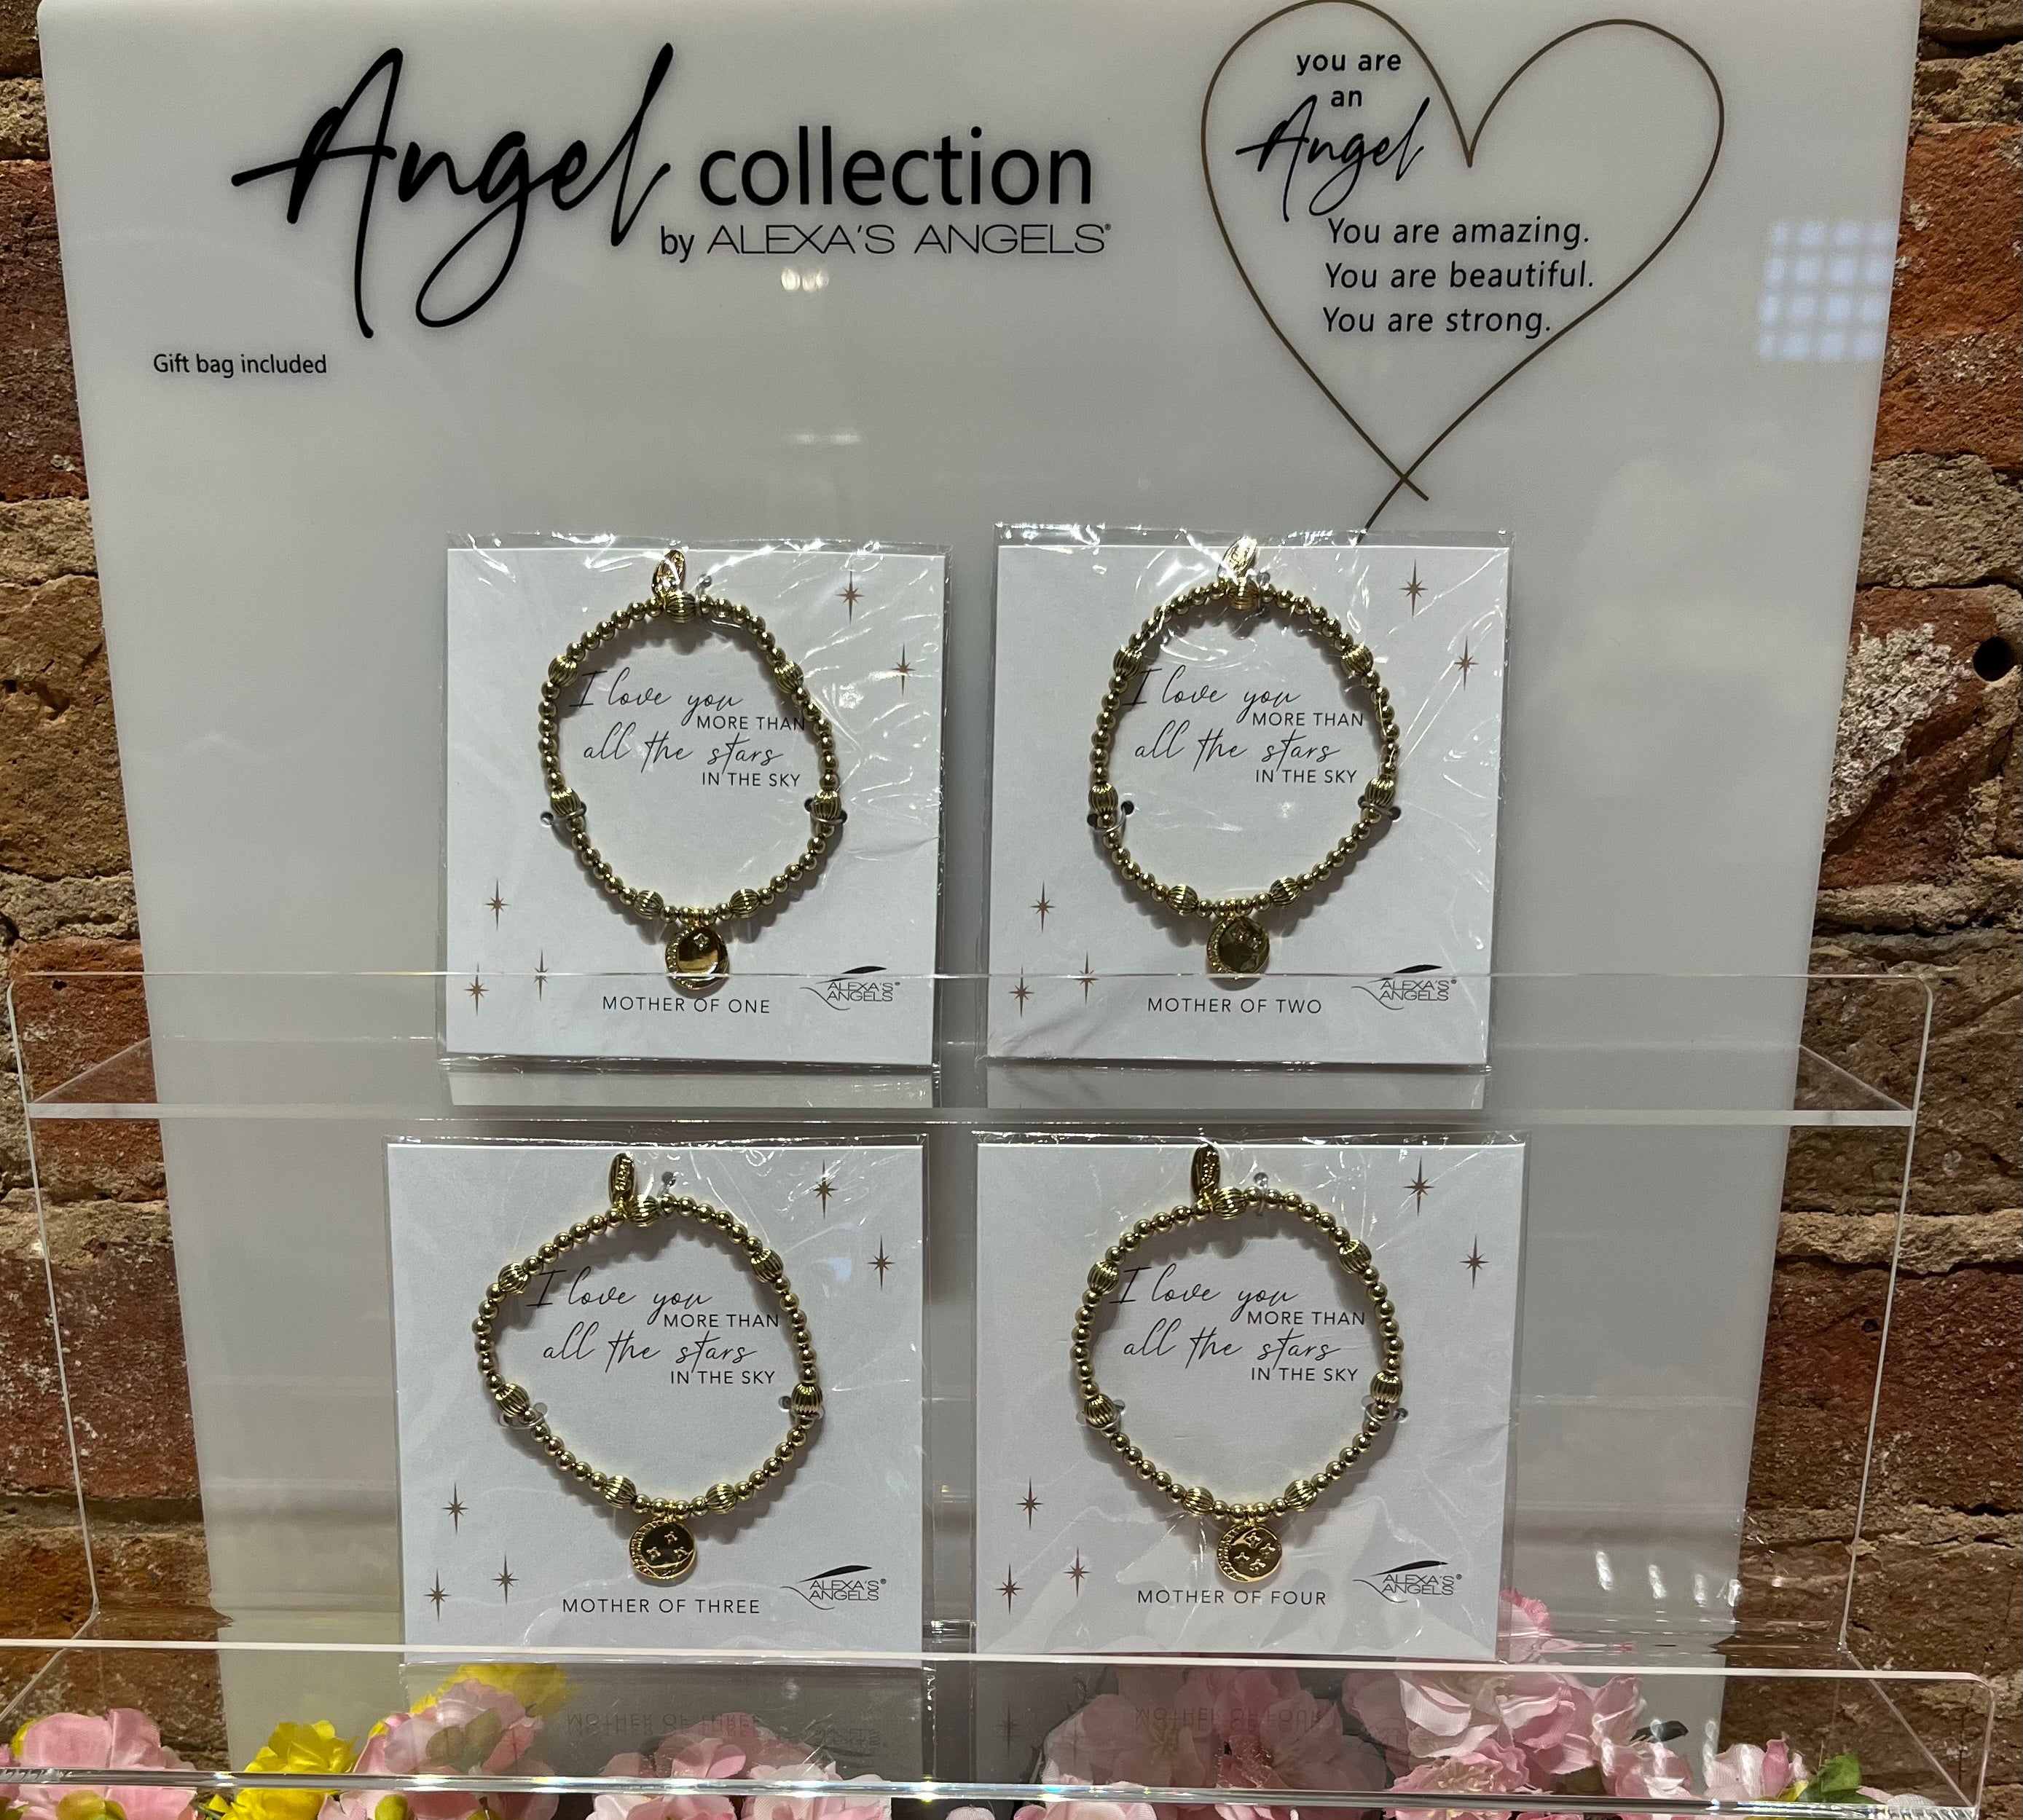 Angel collection
by ALEXA'S ANGELS®
Gift bag included
you are
an
Angel
You are amazing.
You are beautiful.
You are strong.
I love you
MORE THAN
all the stars
IN THE SKY
MOTHER OF ONE
ALEXA'S®
ANGELS
I love you
MORE THAN
all the stars
IN THE SKY
MOTHER OF TWO
ALEXA'S®
ANGELS
I love you
MORE THAN
all the stars
IN THE SKY
MOTHER OF THREE
ALEXA'S®
ANGELS
I love you
MORE THAN
all the stars
IN THE SKY
MOTHER OF FOUR
ALEXA'S®
ANGELS